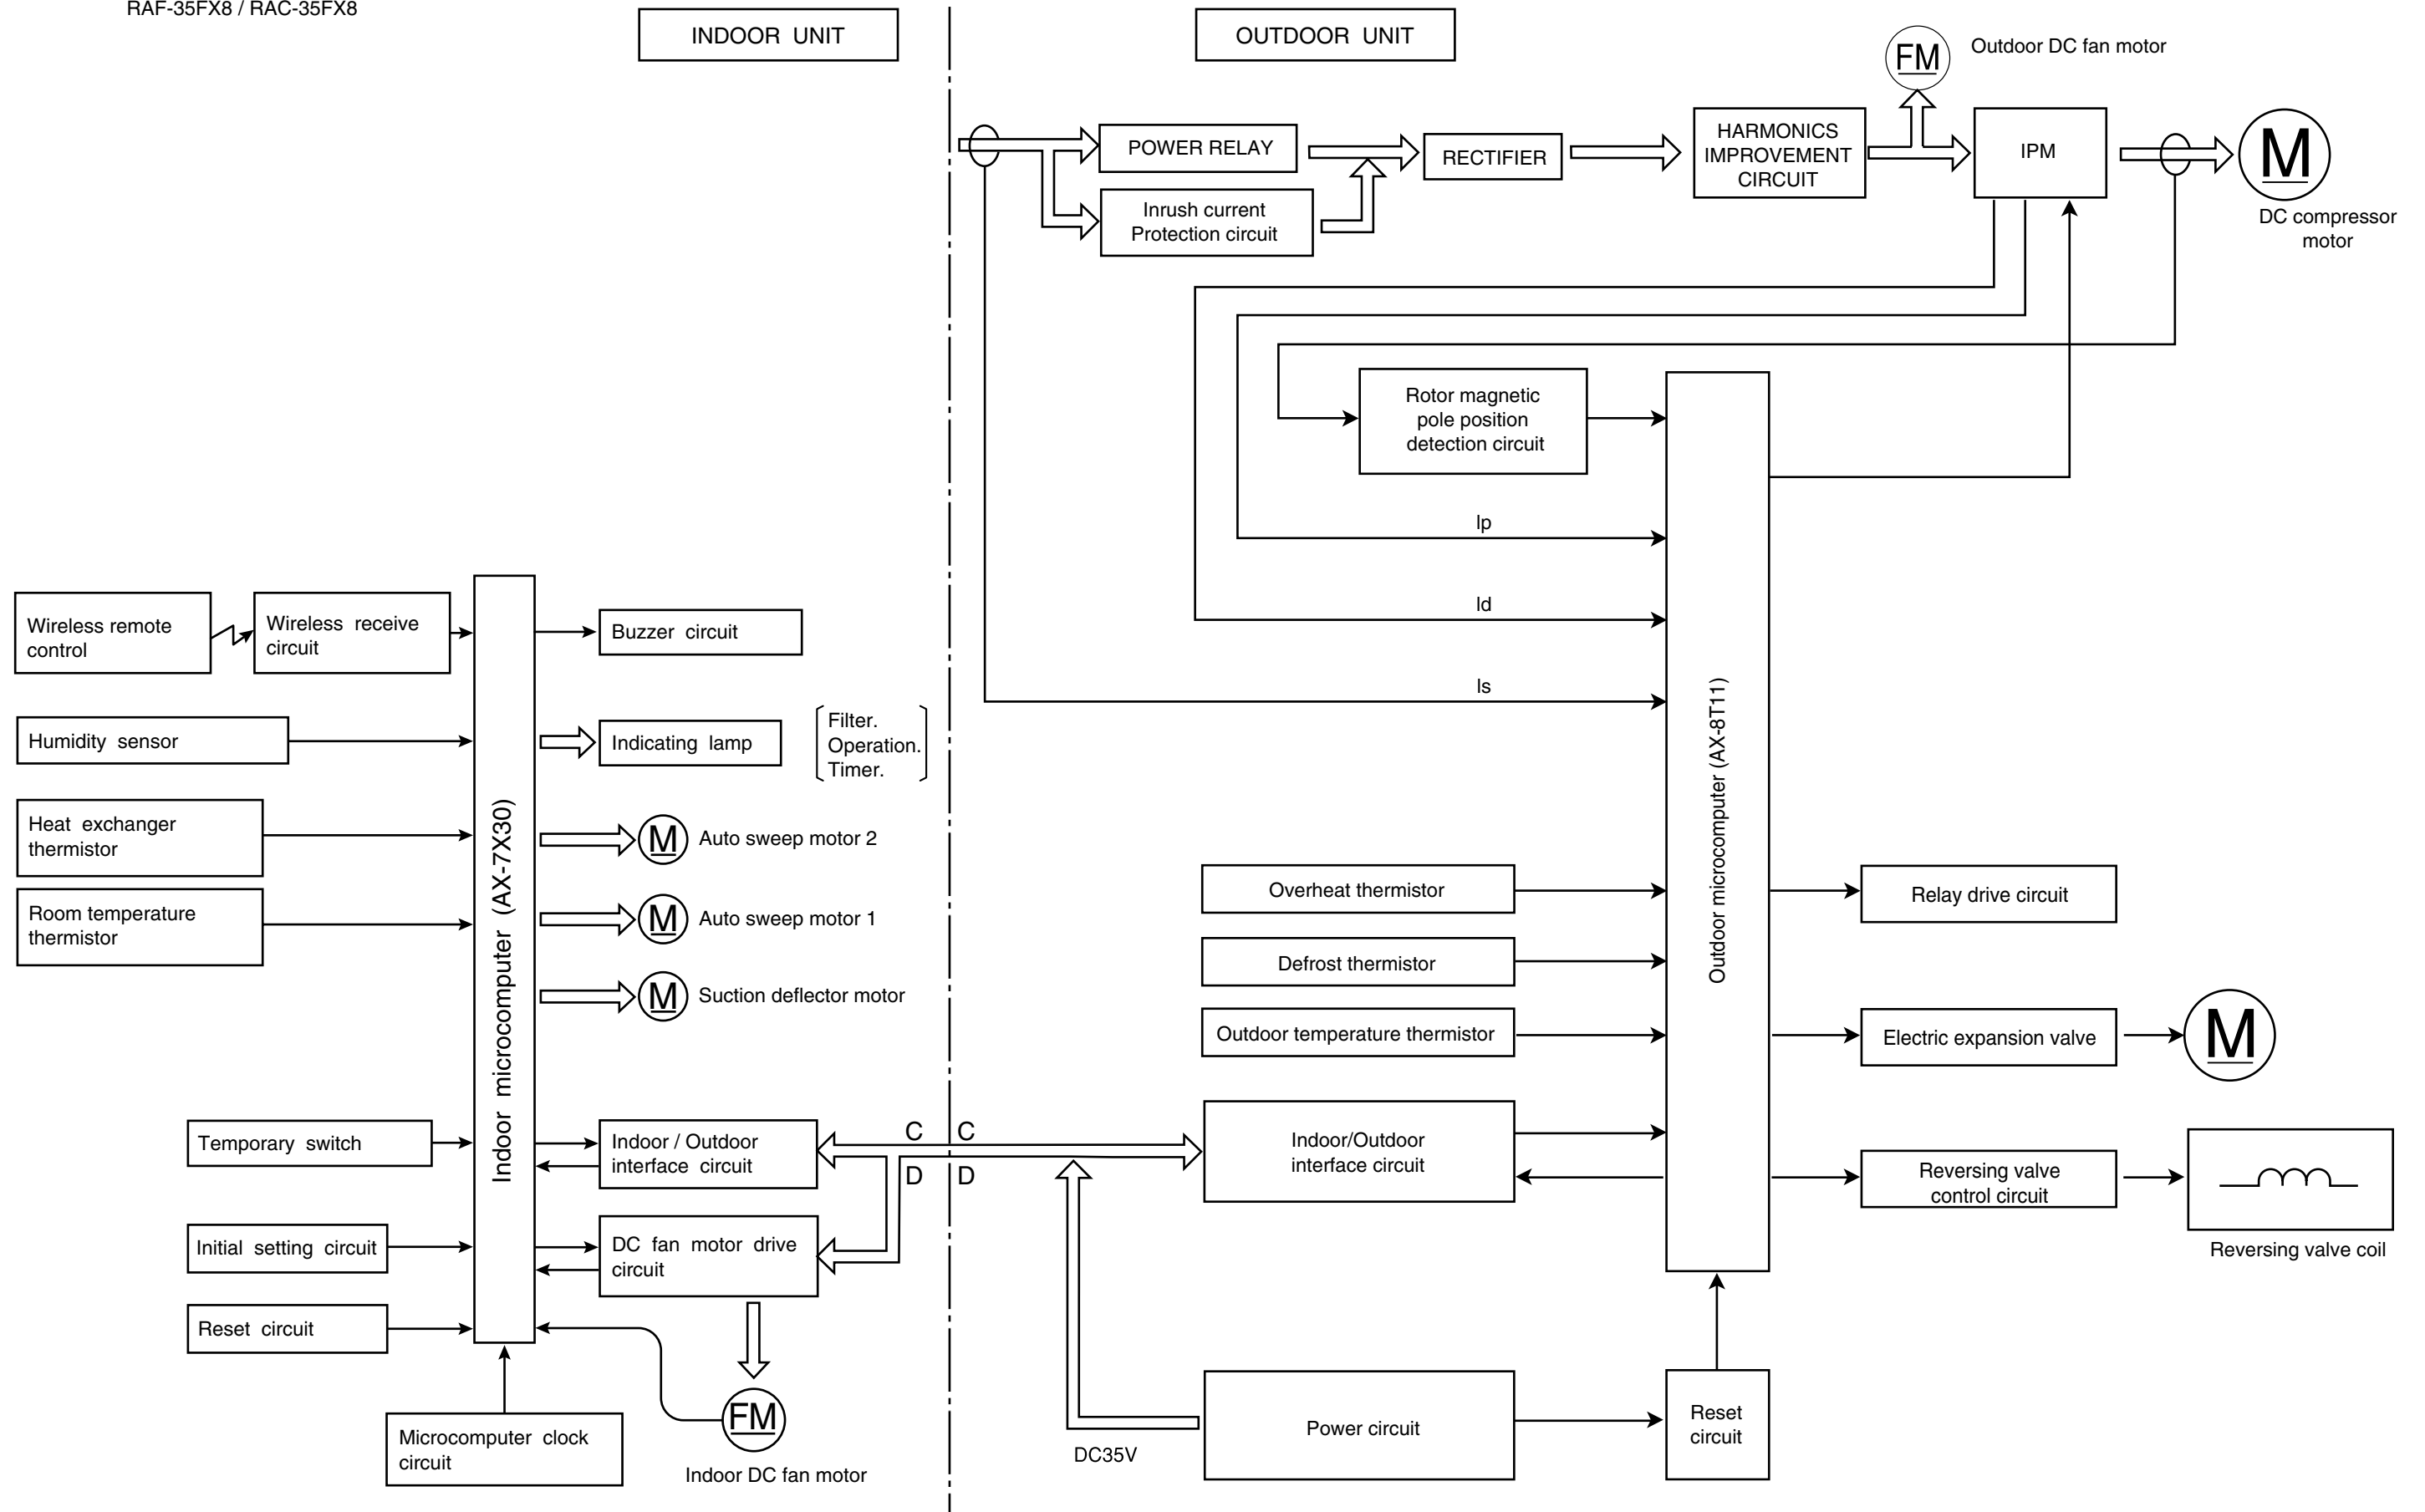 RAF-35FX8 / RAC-35FX8
INDOOR UNIT
OUTDOOR UNIT
FM
Outdoor DC fan motor
POWER RELAY
RECTIFIER
HARMONICS
IMPROVEMENT
CIRCUIT
IPM
M
DC compressor
motor
Inrush current
Protection circuit
Rotor magnetic
pole position
detection circuit
Ip
Id
Is
Outdoor microcomputer (AX-8T11)
Wireless remote
control
Wireless receive
circuit
Buzzer circuit
Humidity sensor
Indicating lamp
Filter.
Operation.
Timer.
Heat exchanger
thermistor
M
Auto sweep motor 2
Room temperature
thermistor
M
Auto sweep motor 1
M
Suction deflector motor
Indoor microcomputer (AX-7X30)
Overheat thermistor
Relay drive circuit
Defrost thermistor
Outdoor temperature thermistor
Electric expansion valve
M
Temporary switch
Indoor / Outdoor
interface circuit
C
C
D
D
Indoor/Outdoor
interface circuit
Reversing valve
control circuit
Reversing valve coil
Initial setting circuit
DC fan motor drive
circuit
Reset circuit
Microcomputer clock
circuit
FM
Indoor DC fan motor
DC35V
Power circuit
Reset
circuit